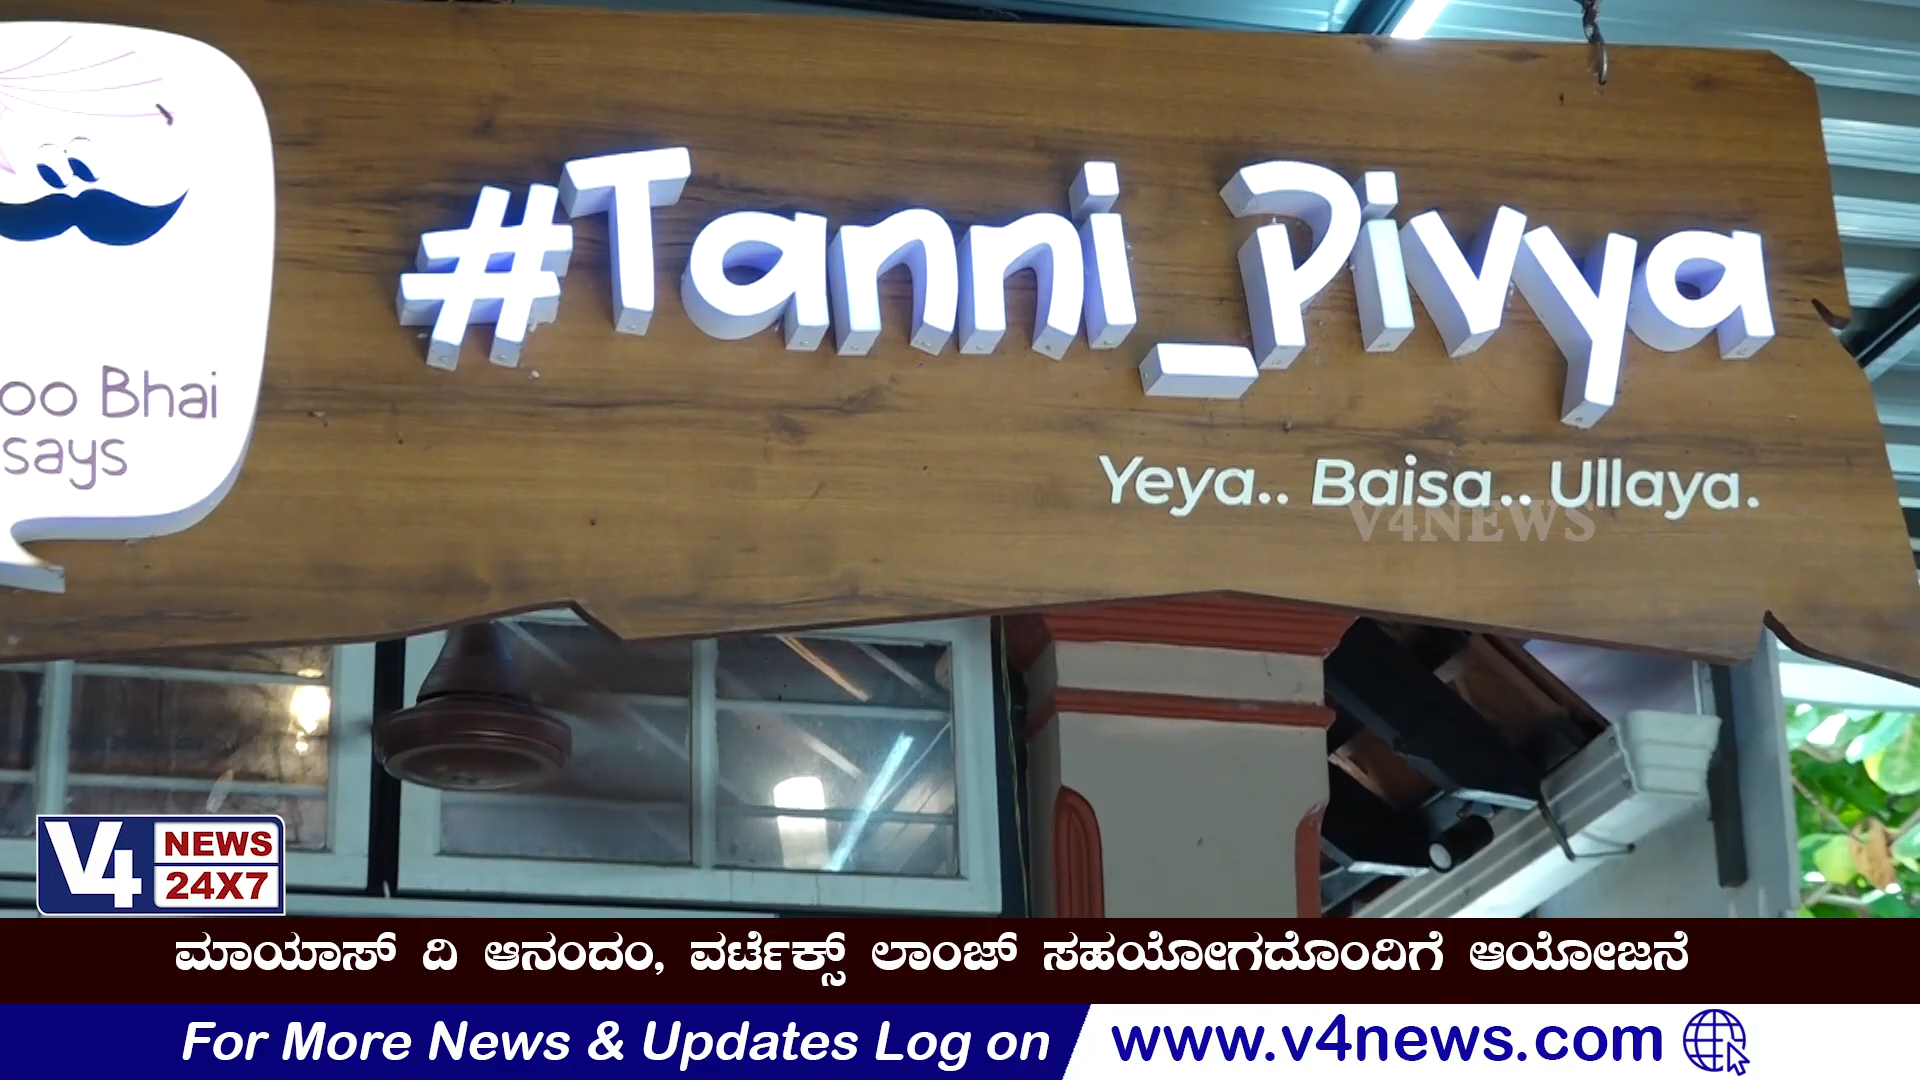 #Tanni_Pivya
oo Bhai
says
Yeya.. Baisa.. Ullaya.
V4NEWS
V4 NEWS
24X7
ಮಾಯಾಸ್ ದಿ ಆನಂದಂ, ವರ್ಟೆಕ್ಸ್ ಲಾಂಜ್ ಸಹಯೋಗದೊಂದಿಗೆ ಆಯೋಜನೆ
For More News & Updates Log on www.v4news.com